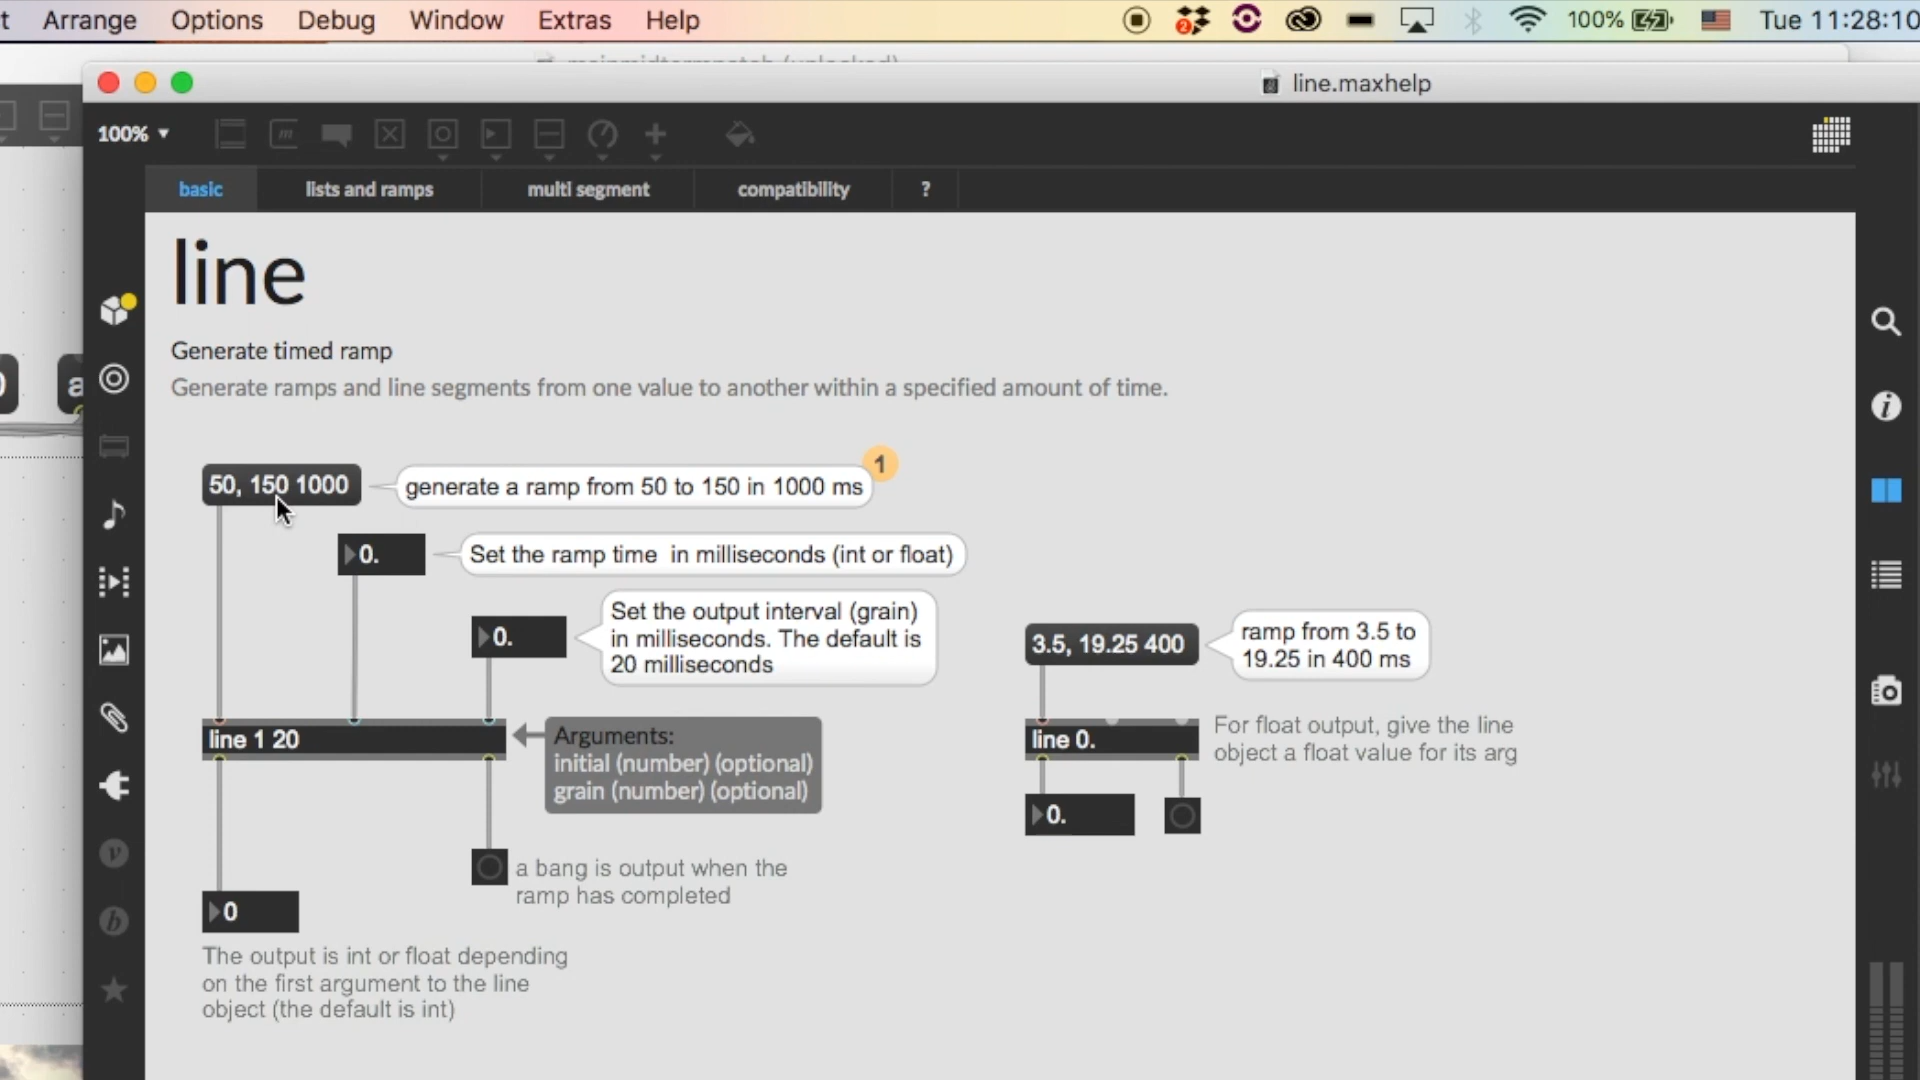 t Arrange Options Debug Window Extras Help 2 100% Tue 11:28:10
line.maxhelp
100%
basic lists and ramps multi segment compatibility ?
line
Generate timed ramp
Generate ramps and line segments from one value to another within a specified amount of time.
a
50, 150 1000
generate a ramp from 50 to 150 in 1000 ms
1
0.
Set the ramp time in milliseconds (int or float)
0.
Set the output interval (grain)
in milliseconds. The default is
20 milliseconds
line 1 20
Arguments:
initial (number) (optional)
grain (number) (optional)
a bang is output when the
ramp has completed
0
The output is int or float depending
on the first argument to the line
object (the default is int)
3.5, 19.25 400
ramp from 3.5 to
19.25 in 400 ms
line 0.
For float output, give the line
object a float value for its arg
0.